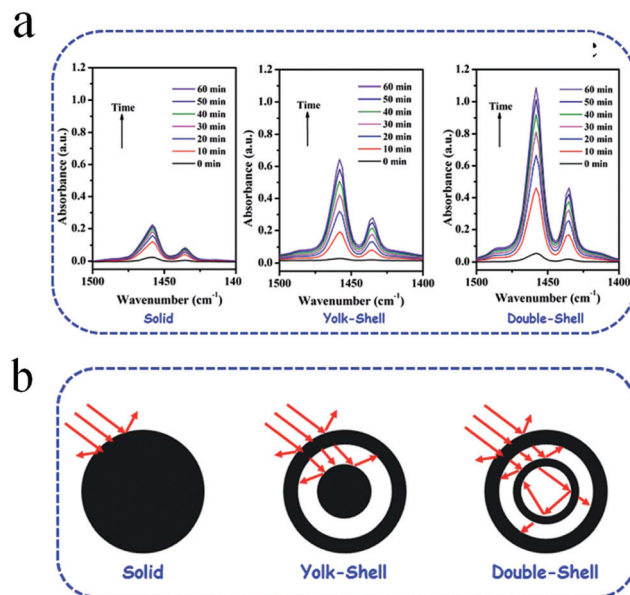 a
1.2
1.0
0.8
0.6
0.4
0.2
0.0
Absorbance (a.u.)
Time
60 min
50 min
40 min
30 min
20 min
10 min
0 min
1500
1450
140
Wavenumber (cm-1)
Solid
1.2
1.0
0.8
0.6
0.4
0.2
0.0
Absorbance (a.u.)
Time
60 min
50 min
40 min
30 min
20 min
10 min
0 min
1500
1450
1400
Wavenumber (cm-1)
Yolk-Shell
1.2
1.0
0.8
0.6
0.4
0.2
0.0
Absorbance (a.u.)
Time
60 min
50 min
40 min
30 min
20 min
10 min
0 min
1500
1450
1400
Wavenumber (cm-1)
Double-Shell
b
Solid
Yolk-Shell
Double-Shell